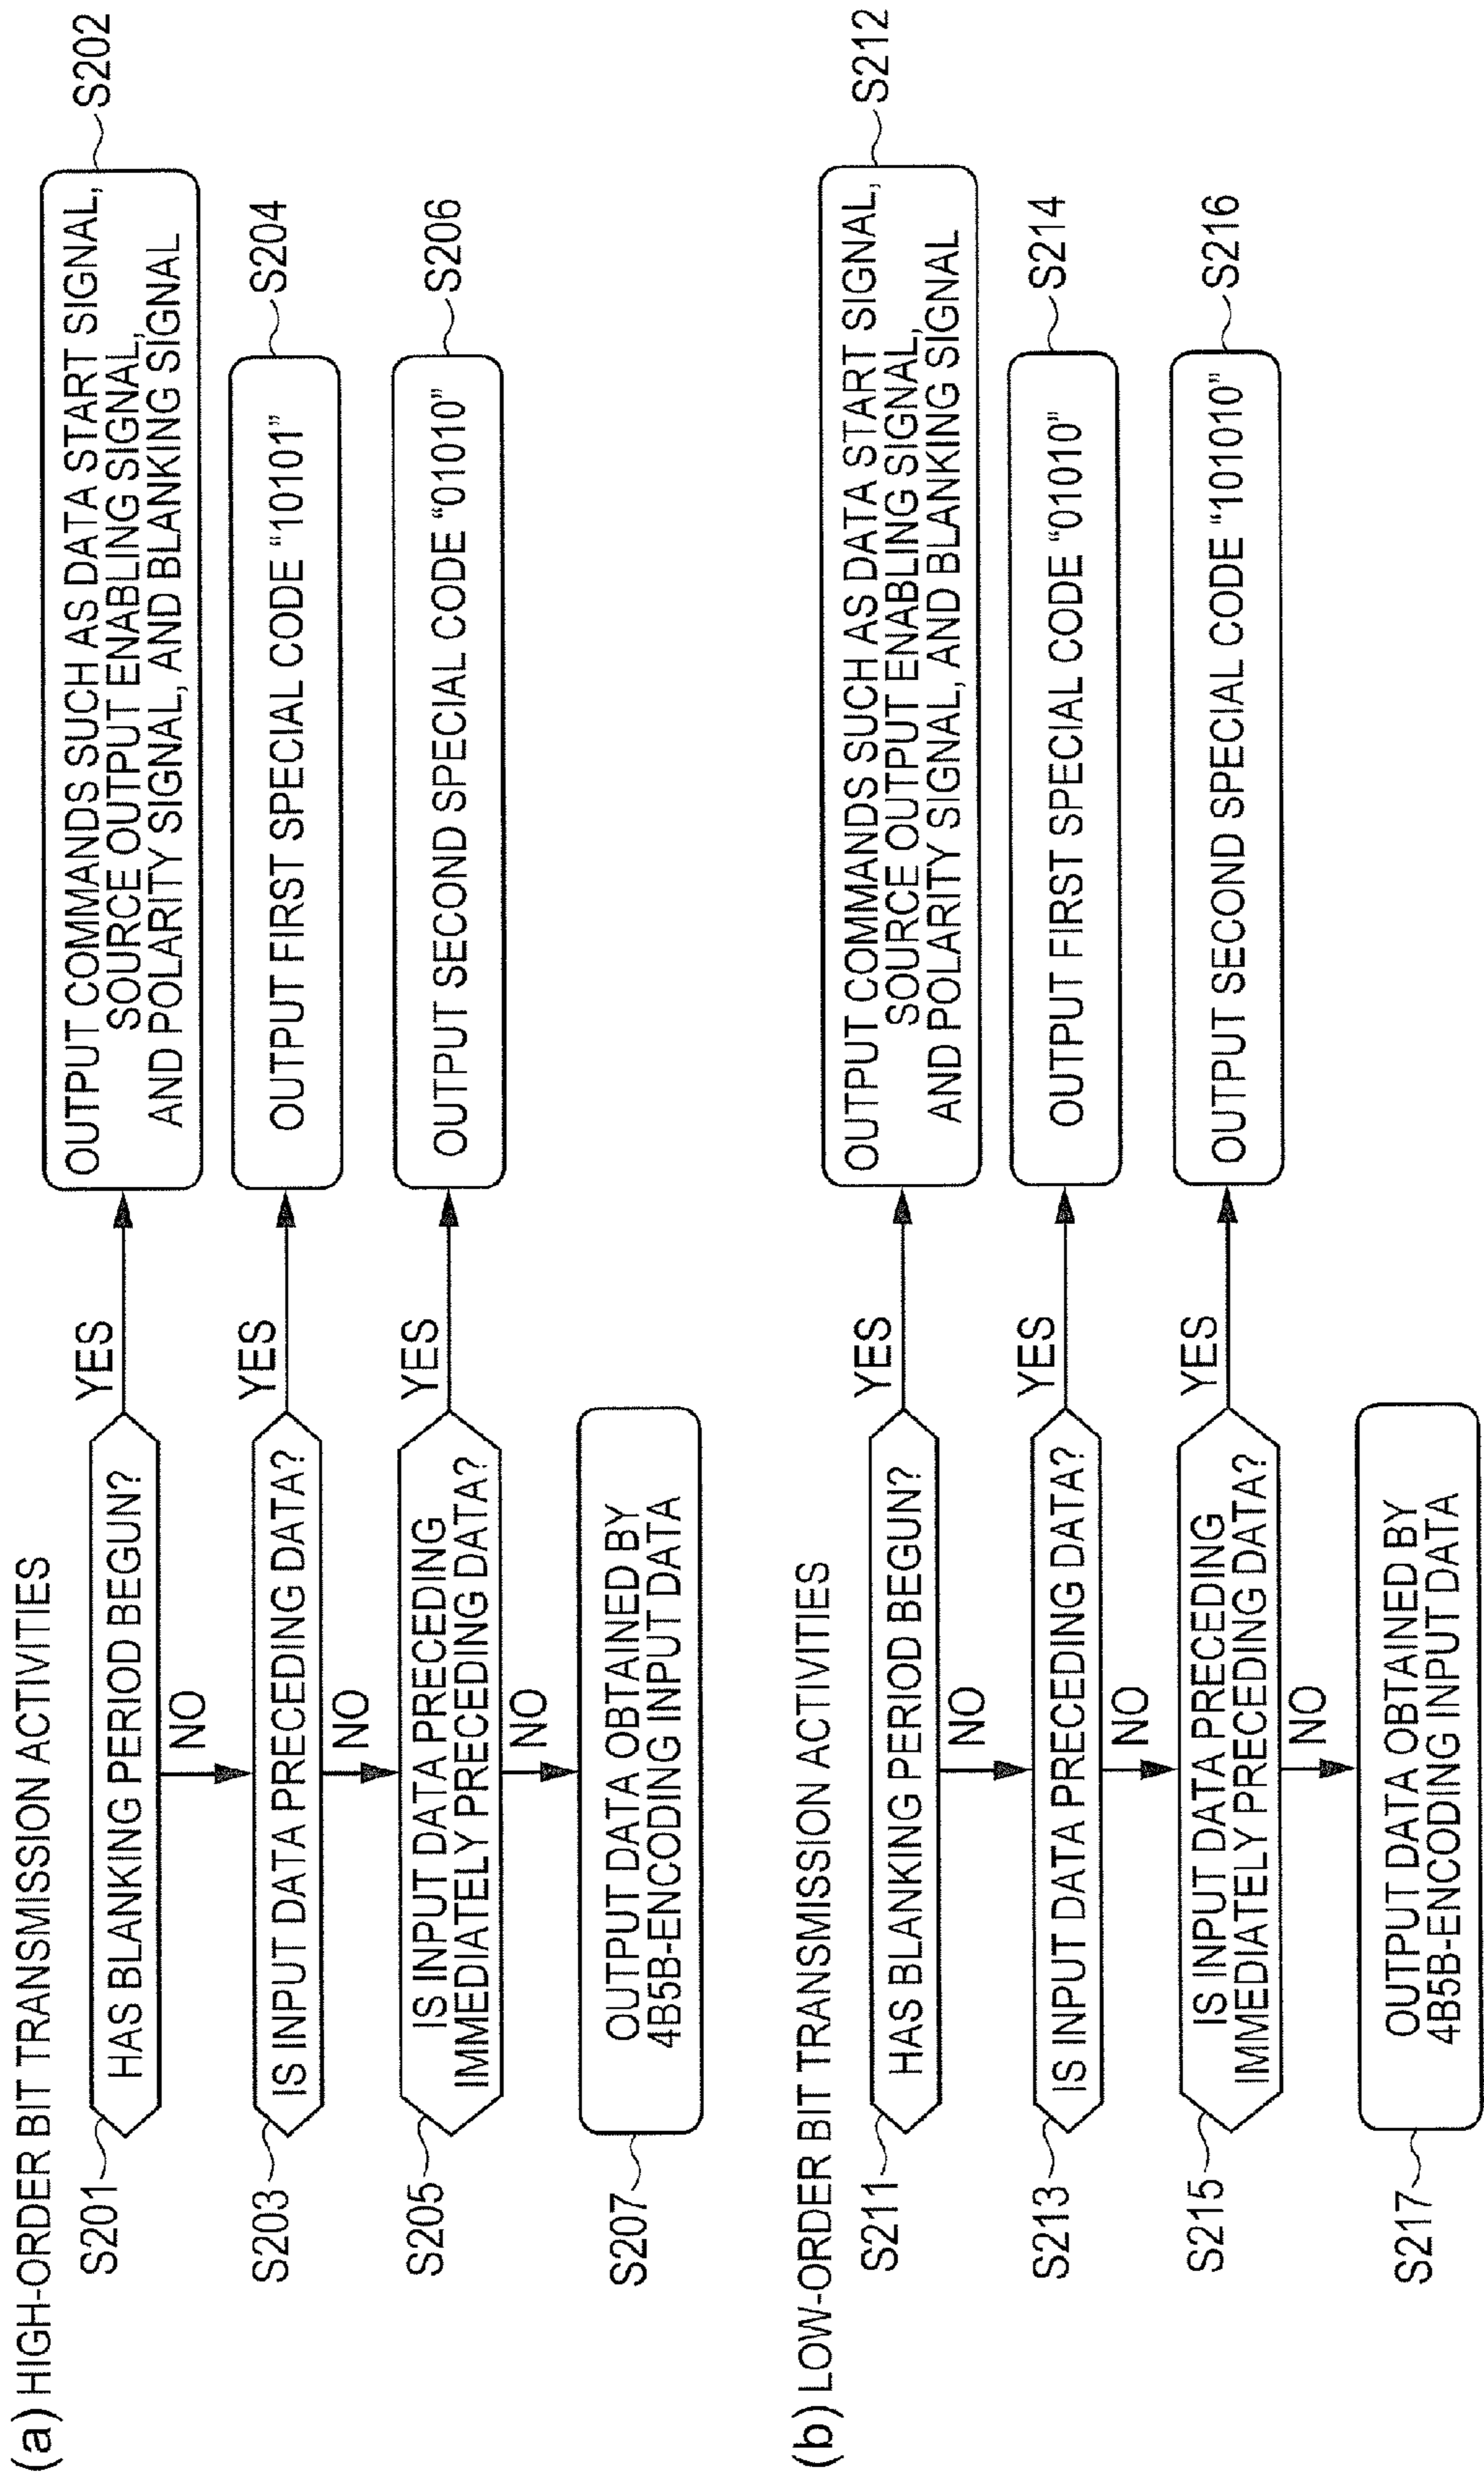 (a) HIGH-ORDER BIT TRANSMISSION ACTIVITIES
S201
HAS BLANKING PERIOD BEGUN?
YES
OUTPUT COMMANDS SUCH AS DATA START SIGNAL,
SOURCE OUTPUT ENABLING SIGNAL,
AND POLARITY SIGNAL, AND BLANKING SIGNAL
S202
NO
S203
IS INPUT DATA PRECEDING DATA?
YES
OUTPUT FIRST SPECIAL CODE “10101”
S204
NO
S205
IS INPUT DATA PRECEDING
IMMEDIATELY PRECEDING DATA?
YES
OUTPUT SECOND SPECIAL CODE “01010”
S206
NO
S207
OUTPUT DATA OBTAINED BY
4B5B-ENCODING INPUT DATA
(b) LOW-ORDER BIT TRANSMISSION ACTIVITIES
S211
HAS BLANKING PERIOD BEGUN?
YES
OUTPUT COMMANDS SUCH AS DATA START SIGNAL,
SOURCE OUTPUT ENABLING SIGNAL,
AND POLARITY SIGNAL, AND BLANKING SIGNAL
S212
NO
S213
IS INPUT DATA PRECEDING DATA?
YES
OUTPUT FIRST SPECIAL CODE “01010”
S214
NO
S215
IS INPUT DATA PRECEDING
IMMEDIATELY PRECEDING DATA?
YES
OUTPUT SECOND SPECIAL CODE “101010”
S216
NO
S217
OUTPUT DATA OBTAINED BY
4B5B-ENCODING INPUT DATA